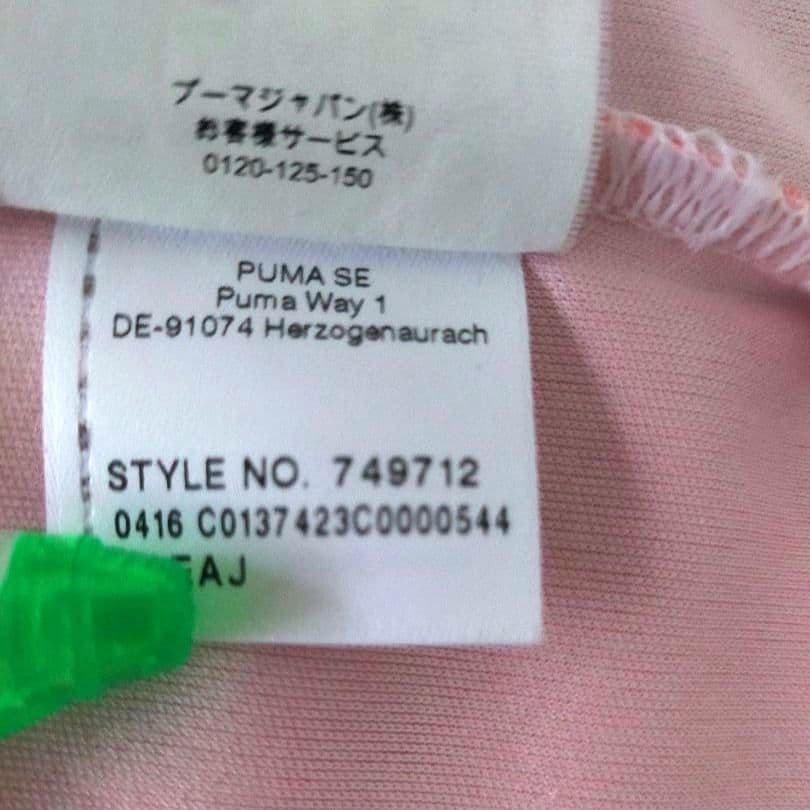 プーマジャパン(株)
お客様サービス
0120-125-150
PUMA SE
Puma Way 1
DE-91074 Herzogenaurach
STYLE NO. 749712
0416 C0137423C0000544
EAJ